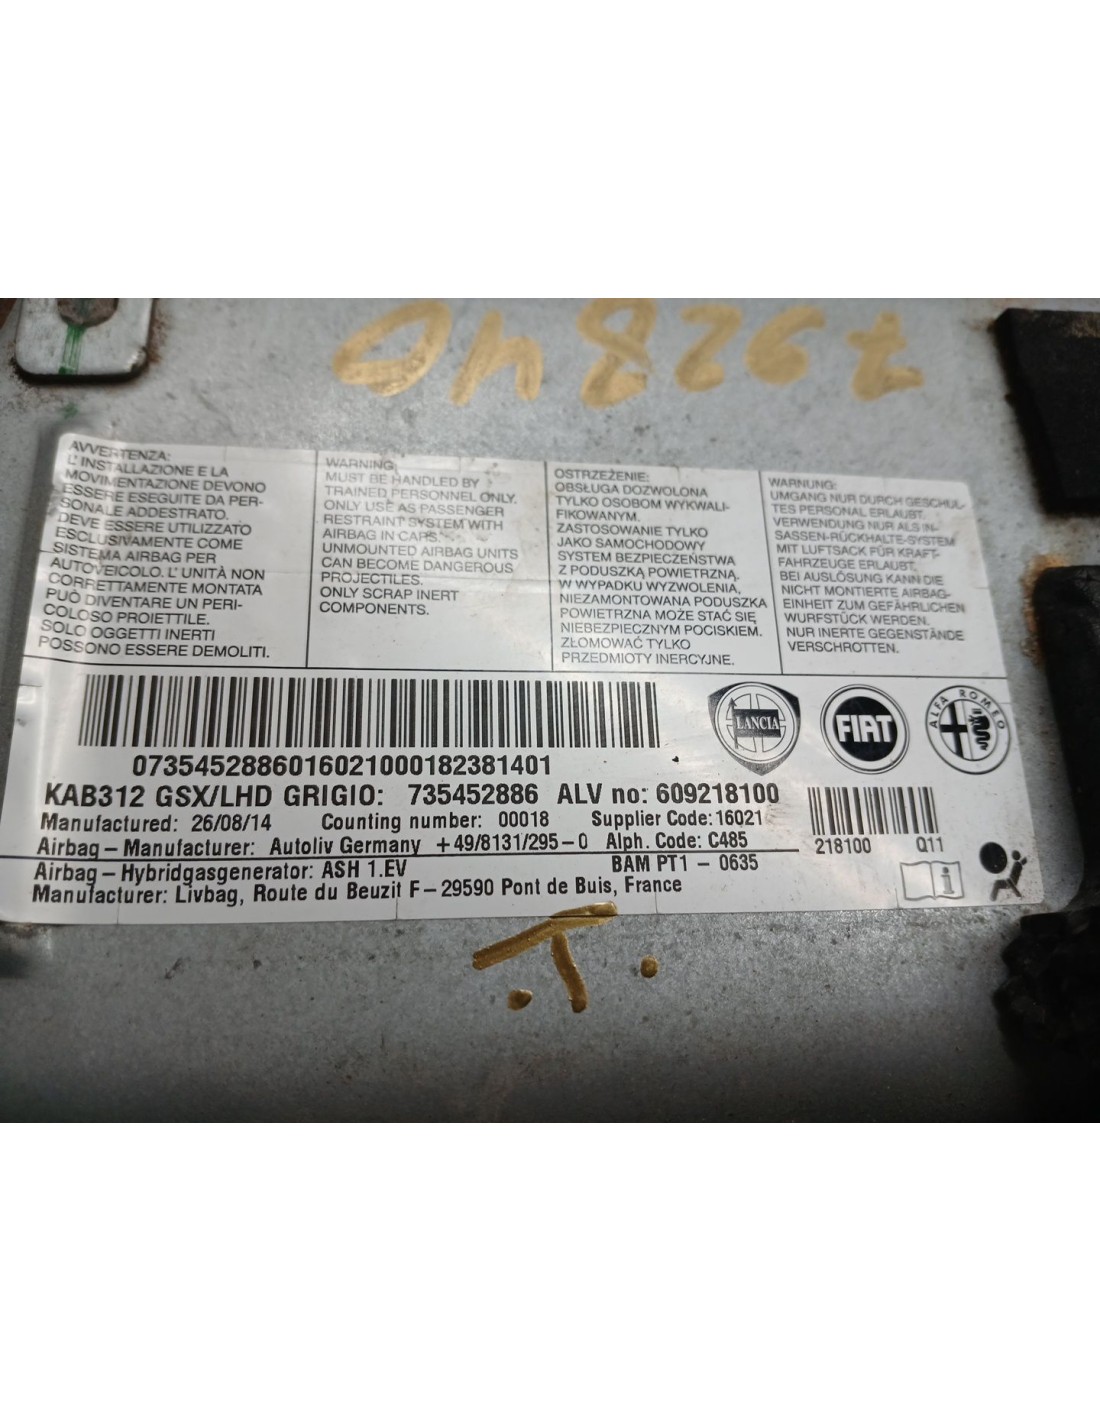 AVVERTENZA:
L'INSTALLAZIONE E LA
MOVIMENTAZIONE DEVONO
ESSERE ESEGUITE DA PER-
SONALE ADDESTRATO.
DEVE ESSERE UTILIZZATO
ESCLUSIVAMENTE COME
SISTEMA AIRBAG PER
AUTOVEICOLO. L'UNITÀ NON
CORRETTAMENTE MONTATA
PUÒ DIVENTARE UN PERI-
COLOSO PROIETTILE.
SOLO OGGETTI INERTI
POSSONO ESSERE DEMOLITI.
WARNING:
MUST BE HANDLED BY
TRAINED PERSONNEL ONLY.
ONLY USE AS PASSENGER
RESTRAINT SYSTEM WITH
AIRBAG IN CARS.
UNMOUNTED AIRBAG UNITS
CAN BECOME DANGEROUS
PROJECTILES.
ONLY SCRAP INERT
COMPONENTS.
OSTRZEŻENIE:
OBSŁUGA DOZWOLONA
TYLKO OSOBOM WYKWALI-
FIKOWANYM.
ZASTOSOWANIE TYLKO
JAKO SAMOCHODOWY
SYSTEM BEZPIECZEŃSTWA
Z PODUSZKĄ POWIETRZNĄ.
W WYPADKU WYZWOLENIA,
NIEZAMONTOWANA PODUSZKA
POWIETRZNA MOŻE STAĆ SIĘ
NIEBEZPIECZNYM POCISKIEM.
ZŁOMOWAĆ TYLKO
PRZEDMIOTY INERCYJNE.
WARNUNG:
UMGANG NUR DURCH GESCHUL-
TES PERSONAL ERLAUBT.
VERWENDUNG NUR ALS IN-
SASSEN-RÜCKHALTE-SYSTEM
MIT LUFTSACK FÜR KRAFT-
FAHRZEUGE ERLAUBT.
BEI AUSLÖSUNG KANN DIE
NICHT MONTIERTE AIRBAG-
EINHEIT ZUM GEFÄHRLICHEN
WURFSTÜCK WERDEN.
NUR INERTE GEGENSTÄNDE
VERSCHROTTEN.
LANCIA
FIAT
ALFA ROMEO
0735452886016021000182381401
KAB312 GSX/LHD GRIGIO: 735452886 ALV no: 609218100
Manufactured: 26/08/14 Counting number: 00018 Supplier Code: 16021
Airbag - Manufacturer: Autoliv Germany +49/8131/295-0 Alph. Code: C485
218100 Q11
Airbag - Hybridgasgenerator: ASH 1.EV BAM PT1 - 0635
Manufacturer: Livbag, Route du Beuzit F-29590 Pont de Buis, France